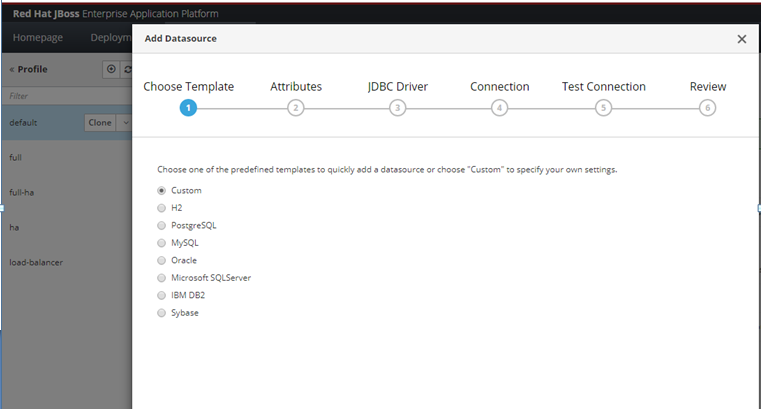 Red Hat JBoss Enterprise Application Platform
Homepage
Deploym
Add Datasource
« Profile
Filter
default
Clone
full
full-ha
ha
load-balancer
Choose Template
Attributes
JDBC Driver
Connection
Test Connection
Review
1
2
3
4
5
6
Choose one of the predefined templates to quickly add a datasource or choose "Custom" to specify your own settings.
Custom
H2
PostgreSQL
MySQL
Oracle
Microsoft SQLServer
IBM DB2
Sybase